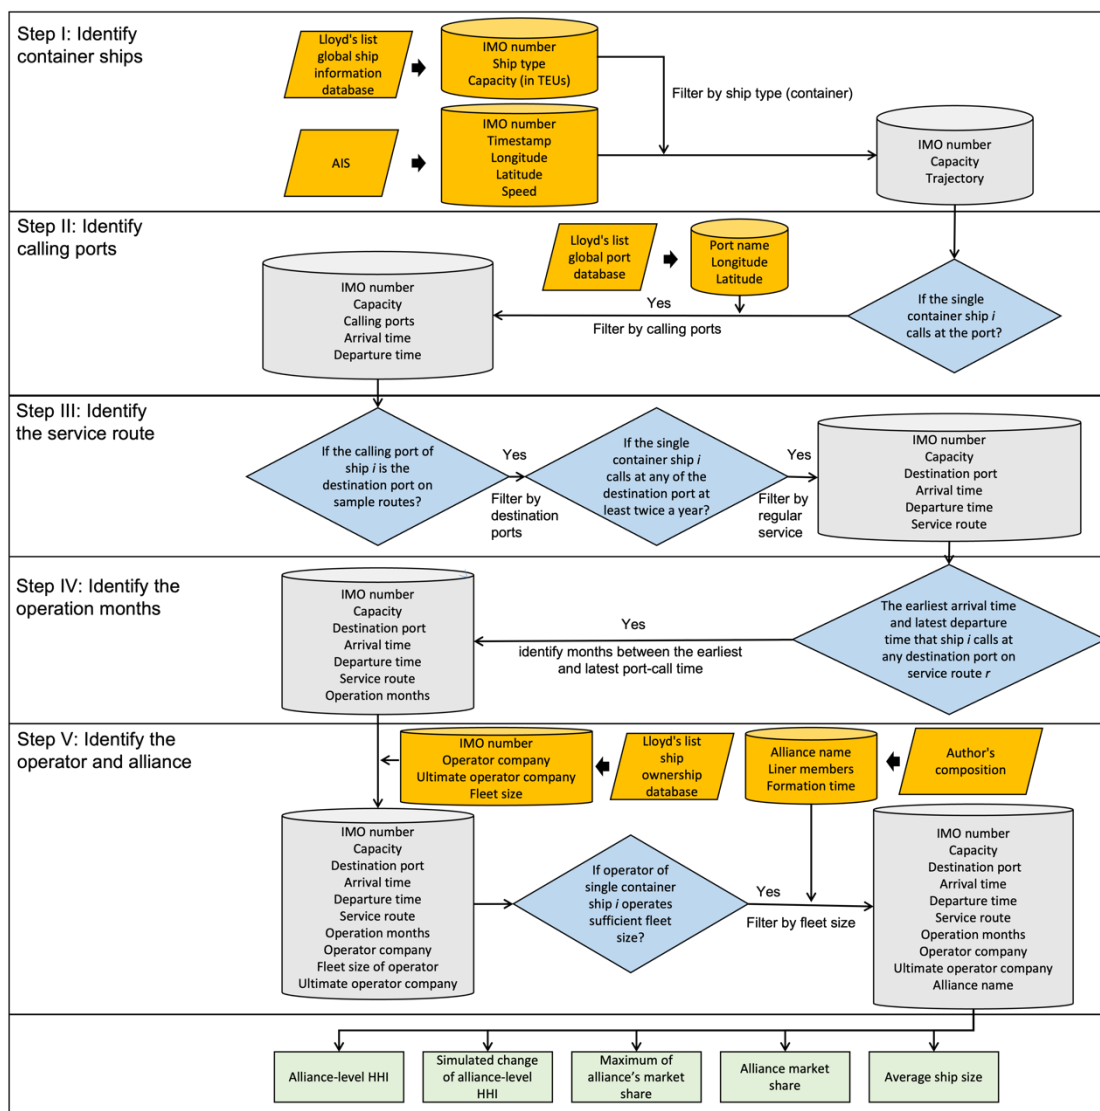 Step I: Identify
container ships
Lloyd's list
global ship
information
database
IMO number
Ship type
Capacity (in TEUs)
Filter by ship type (container)
AIS
IMO number
Timestamp
Longitude
Latitude
Speed
IMO number
Capacity
Trajectory
Step II: Identify
calling ports
Lloyd's list
global port
database
Port name
Longitude
Latitude
If the single
container ship i
calls at the port?
Yes
Filter by calling ports
IMO number
Capacity
Calling ports
Arrival time
Departure time
Step III: Identify
the service route
If the calling port of
ship i is the
destination port on
sample routes?
Yes
Filter by
destination
ports
If the single
container ship i
calls at any of the
destination port at
least twice a year?
Yes
Filter by
regular
service
IMO number
Capacity
Destination port
Arrival time
Departure time
Service route
Step IV: Identify the
operation months
The earliest arrival time
and latest departure
time that ship i calls at
any destination port on
service route r
Yes
identify months between the earliest
and latest port-call time
IMO number
Capacity
Destination port
Arrival time
Departure time
Service route
Operation months
Step V: Identify the
operator and alliance
IMO number
Operator company
Ultimate operator company
Fleet size
Lloyd's list
ship
ownership
database
Alliance name
Liner members
Formation time
Author's
composition
IMO number
Capacity
Destination port
Arrival time
Departure time
Service route
Operation months
Operator company
Fleet size of operator
Ultimate operator company
If operator of
single container
ship i operates
sufficient fleet
size?
Yes
Filter by fleet size
IMO number
Capacity
Destination port
Arrival time
Departure time
Service route
Operation months
Operator company
Ultimate operator company
Alliance name
Alliance-level HHI
Simulated change
of alliance-level
HHI
Maximum of
alliance's market
share
Alliance market
share
Average ship size